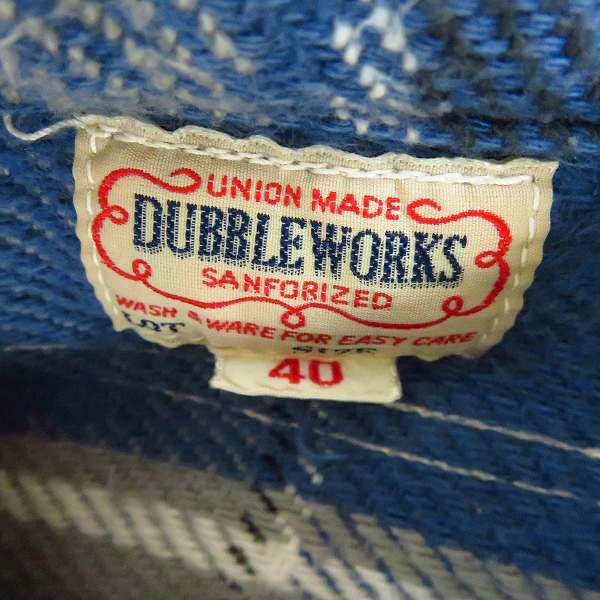 UNION MADE
DUBBLEWORKS
SANFORIZED
WASH & WARE FOR EASY CARE
LOT SIZE
40